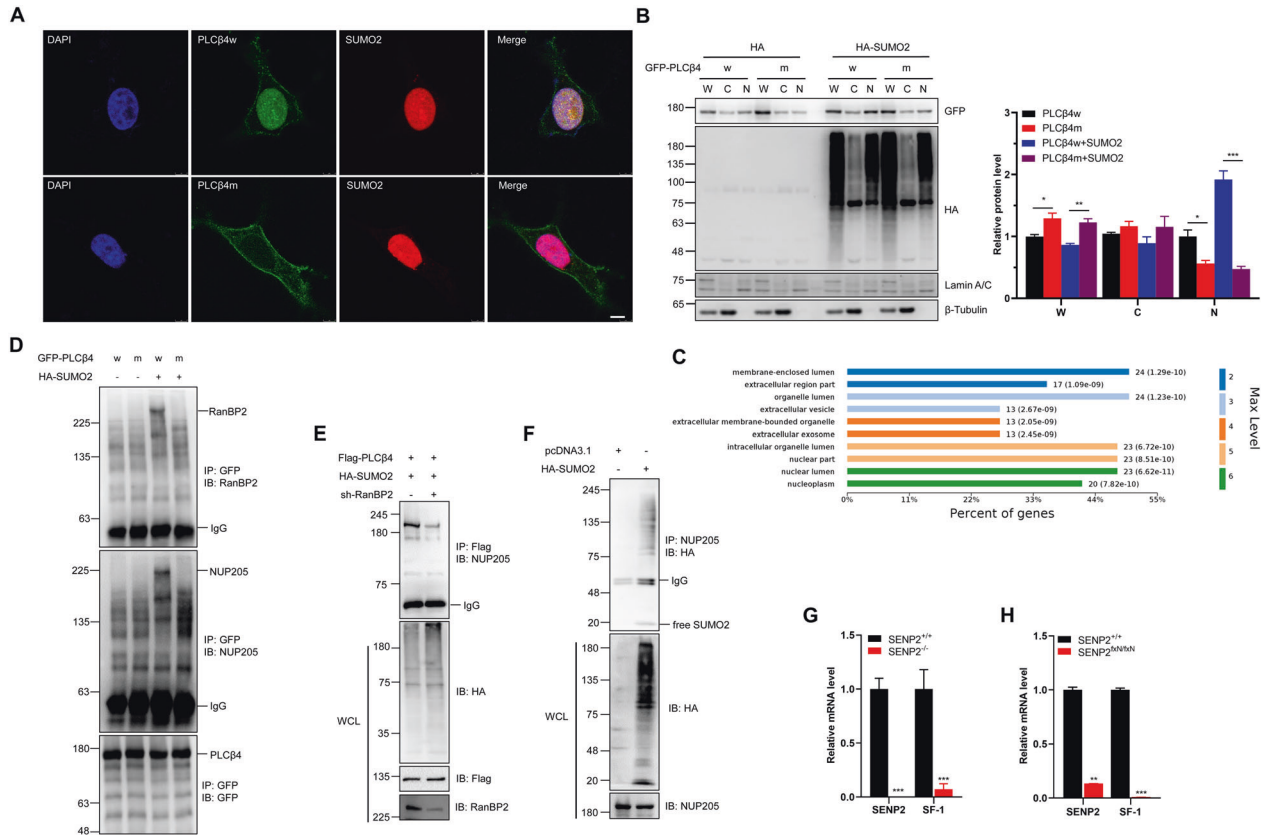 A
DAPI PLCβ4w SUMO2 Merge
DAPI PLCβ4m SUMO2 Merge
B
HA HA-SUMO2
GFP-PLCβ4 w m w m
W C N W C N W C N W C N
180 GFP
180
135
100
75 HA
63
48
75 Lamin A/C
65 β-Tubulin
Relative protein level
3
2
1
0
PLCβ4w
PLCβ4m
PLCβ4w+SUMO2
PLCβ4m+SUMO2
* ** * ***
W C N
C
membrane-enclosed lumen 24 (1.29e-10)
extracellular region part 17 (1.09e-09)
organelle lumen 24 (1.23e-10)
extracellular vesicle 13 (2.67e-09)
extracellular membrane-bounded organelle 13 (2.05e-09)
extracellular exosome 13 (2.45e-09)
intracellular organelle lumen 23 (6.72e-10)
nuclear part 23 (8.51e-10)
nuclear lumen 23 (6.62e-11)
nucleoplasm 20 (7.82e-10)
0% 11% 22% 33% 44% 55%
Percent of genes
2
3
4
5
6
Max Level
D
GFP-PLCβ4 w m w m
HA-SUMO2 - - + +
RanBP2
225
135
IP: GFP
IB: RanBP2
63
IgG
225 NUP205
135
IP: GFP
IB: NUP205
63
IgG
180 PLCβ4
100
75
63
IP: GFP
IB: GFP
48
E
Flag-PLCβ4 + +
HA-SUMO2 + +
sh-RanBP2 - +
245
180
IP: Flag
IB: NUP205
75
IgG
180
75 IB: HA
35
WCL
135 IB: Flag
245 IB: RanBP2
F
pcDNA3.1 + -
HA-SUMO2 - +
245
135
IP: NUP205
IB: HA
75
IgG
48
20 free SUMO2
180
135
100
75 IB: HA
WCL
48
20
180 IB: NUP205
G
Relative mRNA level
1.5
1.0
0.5
0.0
SENP2+/+
SENP2-/-
*** ***
SENP2 SF-1
H
Relative mRNA level
1.5
1.0
0.5
0.0
SENP2+/+
SENP2fxN/fxN
** ***
SENP2 SF-1